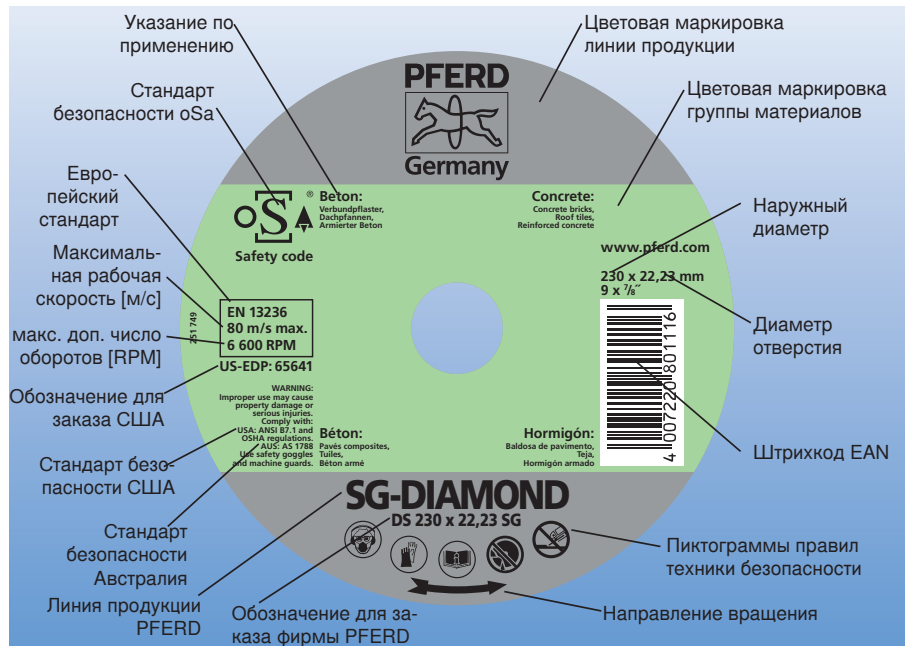 Указание по
применению
Цветовая маркировка
линии продукции
Стандарт
безопасности oSa
Цветовая маркировка
группы материалов
Евро-
пейский
стандарт
Наружный
диаметр
Максималь-
ная рабочая
скорость [м/с]
макс. доп. число
оборотов [RPM]
Диаметр
отверстия
Обозначение для
заказа США
Стандарт безо-
пасности США
Штрихкод EAN
Стандарт
безопасности
Австралия
Пиктограммы правил
техники безопасности
Линия продукции
PFERD
Обозначение для за-
каза фирмы PFERD
Направление вращения
PFERD
Germany
oS ®
Safety code
Beton:
Verbundpflaster,
Dachpfannen,
Armierter Beton
Concrete:
Concrete bricks,
Roof tiles,
Reinforced concrete
www.pferd.com
230 x 22,23 mm
9 x 7/8˝
251 749
EN 13236
80 m/s max.
6 600 RPM
US-EDP: 65641
WARNING:
Improper use may cause
property damage or
serious injuries.
Comply with:
USA: ANSI B7.1 and
OSHA regulations.
AUS: AS 1788
Use safety goggles
and machine guards.
Béton:
Pavés composites,
Tuiles,
Béton armé
Hormigón:
Baldosa de pavimento,
Teja,
Hormigón armado
4 007220 801116
SG-DIAMOND
DS 230 x 22,23 SG